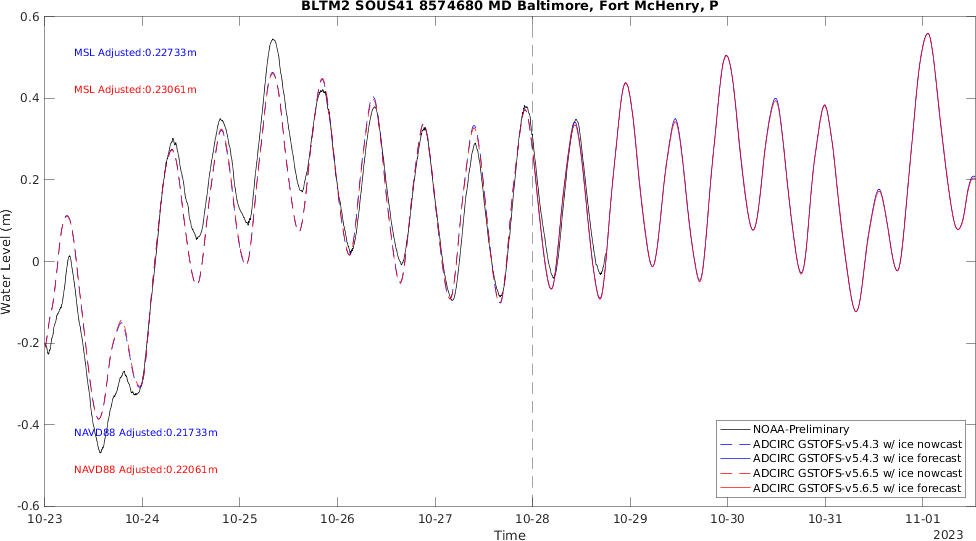 BLTM2 SOUS41 8574680 MD Baltimore, Fort McHenry, P
0.6
MSL Adjusted:0.22733m
MSL Adjusted:0.23061m
0.4
0.2
Water Level (m)
0
-0.2
-0.4
NAVD88 Adjusted:0.21733m
NAVD88 Adjusted:0.22061m
-0.6
NOAA-Preliminary
ADCIRC GSTOFS-v5.4.3 w/ ice nowcast
ADCIRC GSTOFS-v5.4.3 w/ ice forecast
ADCIRC GSTOFS-v5.6.5 w/ ice nowcast
ADCIRC GSTOFS-v5.6.5 w/ ice forecast
10-23 10-24 10-25 10-26 10-27 10-28 10-29 10-30 10-31 11-01
Time
2023